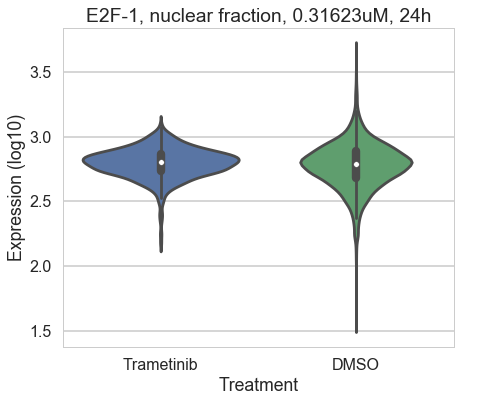 E2F-1, nuclear fraction, 0.31623uM, 24h
3.5
3.0
2.5
2.0
1.5
Expression (log10)
Trametinib DMSO
Treatment